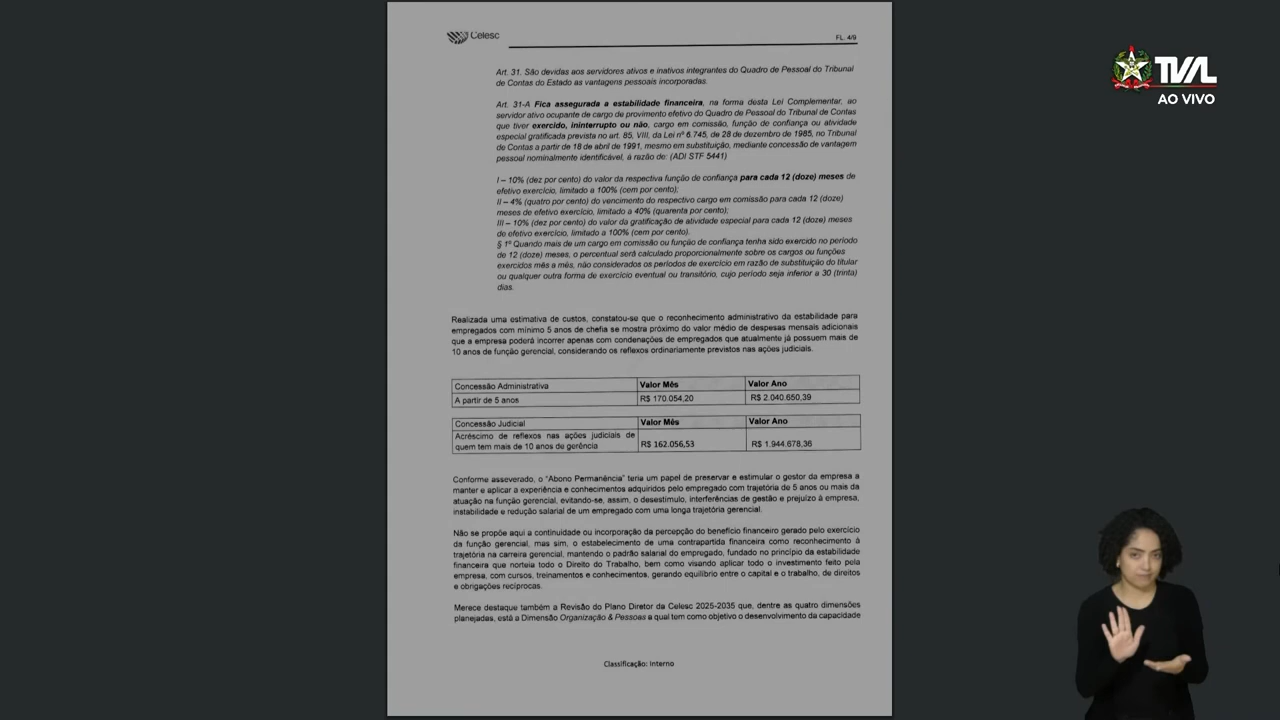 Celesc
FL. 4/9
Art. 31. São devidas aos servidores ativos e inativos integrantes do Quadro de Pessoal do Tribunal
de Contas do Estado as vantagens pessoais incorporadas.
Art. 31-A Fica assegurada a estabilidade financeira, na forma desta Lei Complementar, ao
servidor ativo ocupante de cargo de provimento efetivo do Quadro de Pessoal do Tribunal de Contas
que tiver exercido, ininterrupto ou não, cargo em comissão, função de confiança ou atividade
especial gratificada prevista no art. 85, VIII, da Lei nº 6.745, de 28 de dezembro de 1985, no Tribunal
de Contas a partir de 18 de abril de 1991, mesmo em substituição, mediante concessão de vantagem
pessoal nominalmente identificável, à razão de: (ADI STF 5441)
I – 10% (dez por cento) do valor da respectiva função de confiança para cada 12 (doze) meses de
efetivo exercício, limitado a 100% (cem por cento);
II – 4% (quatro por cento) do vencimento do respectivo cargo em comissão para cada 12 (doze)
meses de efetivo exercício, limitado a 40% (quarenta por cento);
III – 10% (dez por cento) do valor da gratificação de atividade especial para cada 12 (doze) meses
de efetivo exercício, limitado a 100% (cem por cento).
§ 1º Quando mais de um cargo em comissão ou função de confiança tenha sido exercido no período
de 12 (doze) meses, o percentual será calculado proporcionalmente sobre os cargos ou funções
exercidos mês a mês, não considerados os períodos de exercício em razão de substituição do titular
ou qualquer outra forma de exercício eventual ou transitório, cujo período seja inferior a 30 (trinta)
dias.
Realizada uma estimativa de custos, constatou-se que o reconhecimento administrativo da estabilidade para
empregados com mínimo 5 anos de chefia se mostra próximo do valor médio de despesas mensais adicionais
que a empresa poderá incorrer apenas com condenações de empregados que atualmente já possuem mais de
10 anos de função gerencial, considerando os reflexos ordinariamente previstos nas ações judiciais.
Concessão Administrativa Valor Mês Valor Ano
A partir de 5 anos R$ 170.054,20 R$ 2.040.650,39
Concessão Judicial Valor Mês Valor Ano
Acréscimo de reflexos nas ações judiciais de
quem tem mais de 10 anos de gerência R$ 162.056,53 R$ 1.944.678,36
Conforme asseverado, o "Abono Permanência" teria um papel de preservar e estimular o gestor da empresa a
manter e aplicar a experiência e conhecimentos adquiridos pelo empregado com trajetória de 5 anos ou mais da
atuação na função gerencial, evitando-se, assim, o desestímulo, interferências de gestão e prejuízo à empresa,
instabilidade e redução salarial de um empregado com uma longa trajetória gerencial.
Não se propõe aqui a continuidade ou incorporação da percepção do benefício financeiro gerado pelo exercício
da função gerencial, mas sim, o estabelecimento de uma contrapartida financeira como reconhecimento à
trajetória na carreira gerencial, mantendo o padrão salarial do empregado, fundado no princípio da estabilidade
financeira que norteia todo o Direito do Trabalho, bem como visando aplicar todo o investimento feito pela
empresa, com cursos, treinamentos e conhecimentos, gerando equilíbrio entre o capital e o trabalho, de direitos
e obrigações recíprocas.
Merece destaque também a Revisão do Plano Diretor da Celesc 2025-2035 que, dentre as quatro dimensões
planejadas, está a Dimensão Organização & Pessoas a qual tem como objetivo o desenvolvimento da capacidade
Classificação: Interno
TVAL
AO VIVO